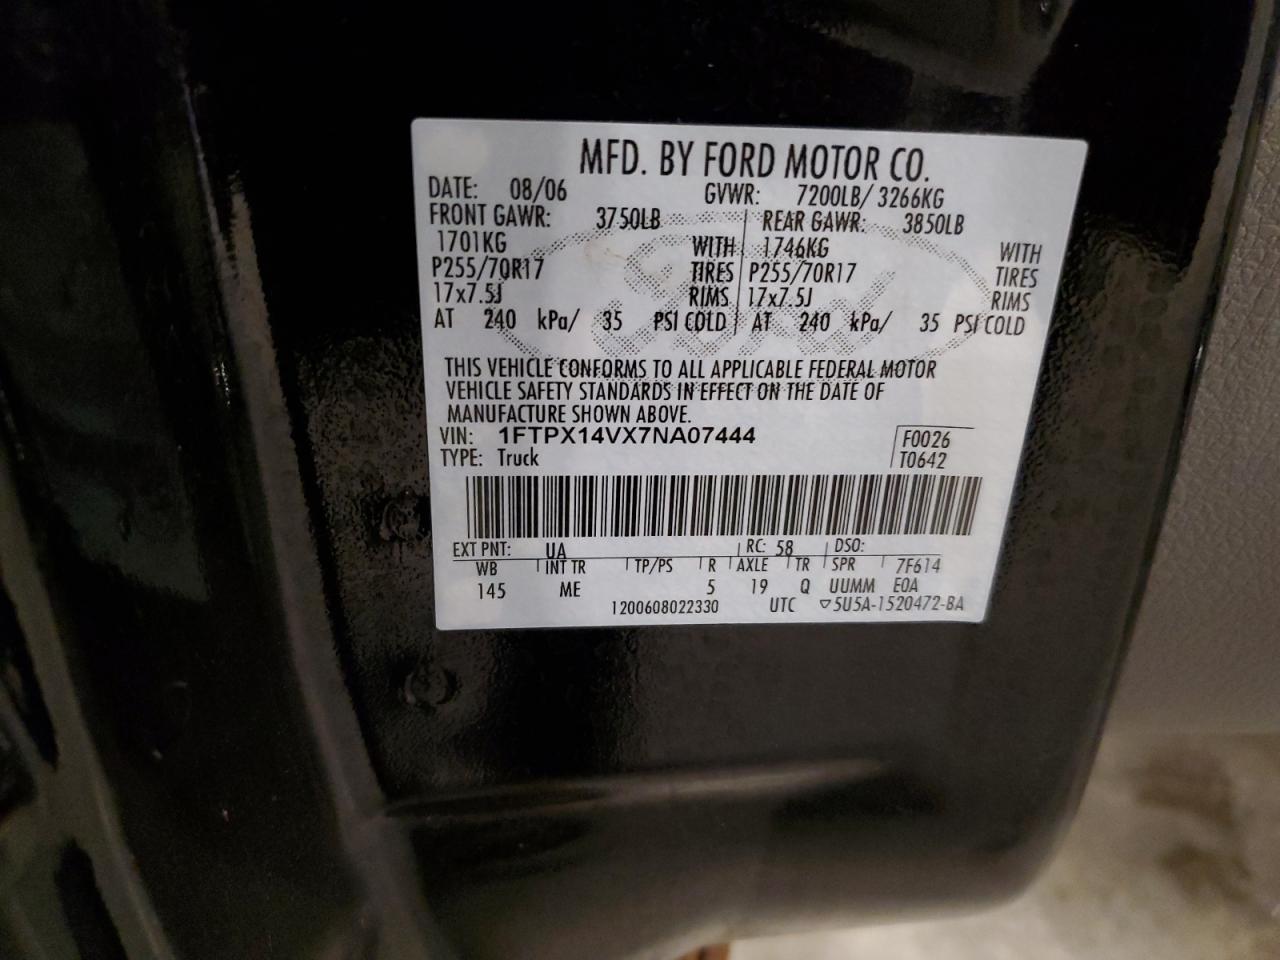 MFD. BY FORD MOTOR CO.
DATE: 08/06 GVWR: 7200LB/ 3266KG
FRONT GAWR: 3750LB REAR GAWR: 3850LB
1701KG WITH 1746KG WITH
P255/70R17 TIRES P255/70R17 TIRES
17x7.5J RIMS 17x7.5J RIMS
AT 240 kPa/ 35 PSI COLD AT 240 kPa/ 35 PSI COLD
Ford
THIS VEHICLE CONFORMS TO ALL APPLICABLE FEDERAL MOTOR
VEHICLE SAFETY STANDARDS IN EFFECT ON THE DATE OF
MANUFACTURE SHOWN ABOVE.
VIN: 1FTPX14VX7NA07444 F0026
TYPE: Truck T0642
EXT PNT: UA RC: 58 DSO:
WB INT TR TP/PS R AXLE TR SPR 7F614
145 ME 5 19 Q UUMM E0A
1200608022330 UTC ▽5U5A-1520472-BA